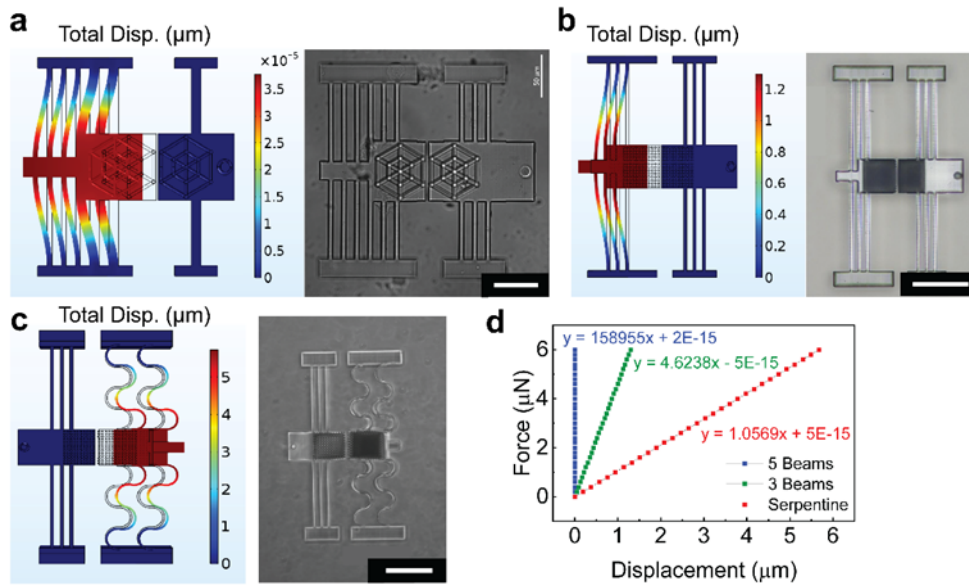 a
Total Disp. (µm)
×10⁻⁵
3.5
3
2.5
2
1.5
1
0.5
0
50 µm
b
Total Disp. (µm)
1.2
1
0.8
0.6
0.4
0.2
0
c
Total Disp. (µm)
5
4
3
2
1
0
d
y = 158955x + 2E-15
y = 4.6238x - 5E-15
y = 1.0569x + 5E-15
5 Beams
3 Beams
Serpentine
Force (µN)
6
4
2
0
0 1 2 3 4 5 6
Displacement (µm)